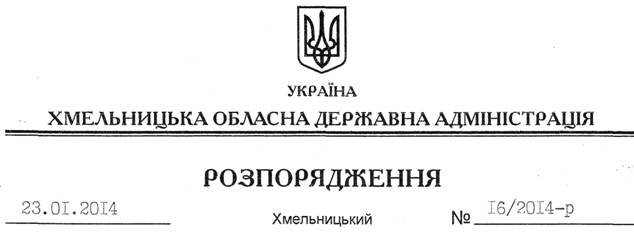 УКРАЇНА
ХМЕЛЬНИЦЬКА ОБЛАСНА ДЕРЖАВНА АДМІНІСТРАЦІЯ
РОЗПОРЯДЖЕННЯ
23.01.2014 Хмельницький № 16/2014-р